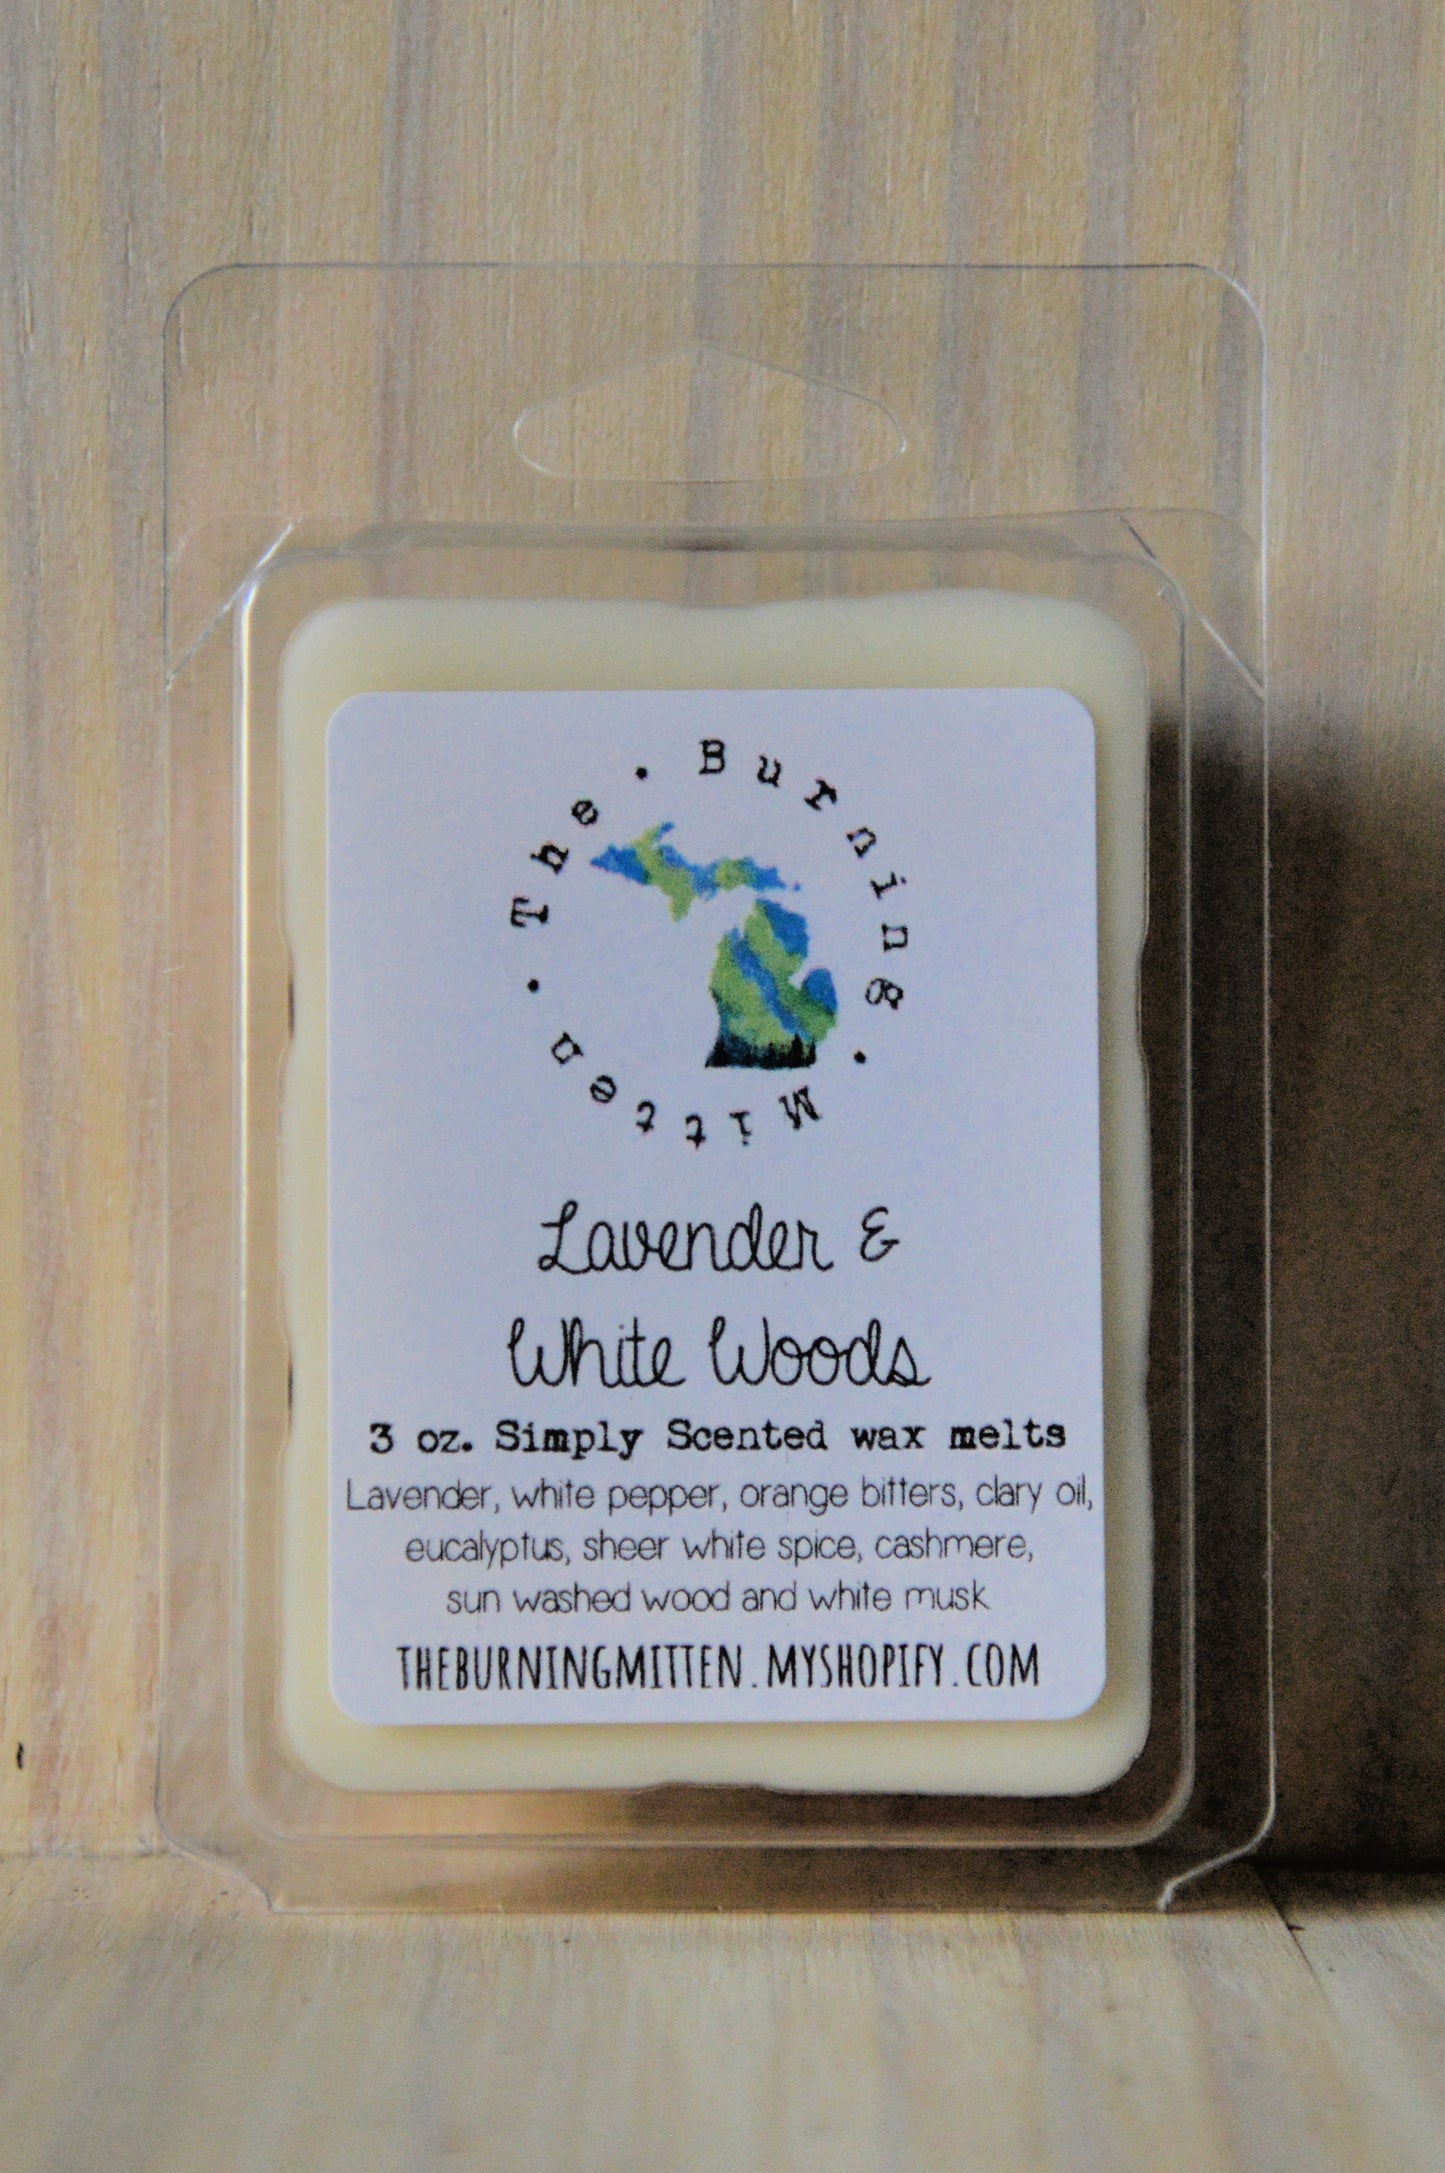 The . Burning . Mitten .
Lavender &
White Woods
3 oz. Simply Scented wax melts
Lavender, white pepper, orange bitters, clary oil,
eucalyptus, sheer white spice, cashmere,
sun washed wood and white musk
THEBURNINGMITTEN.MYSHOPIFY.COM